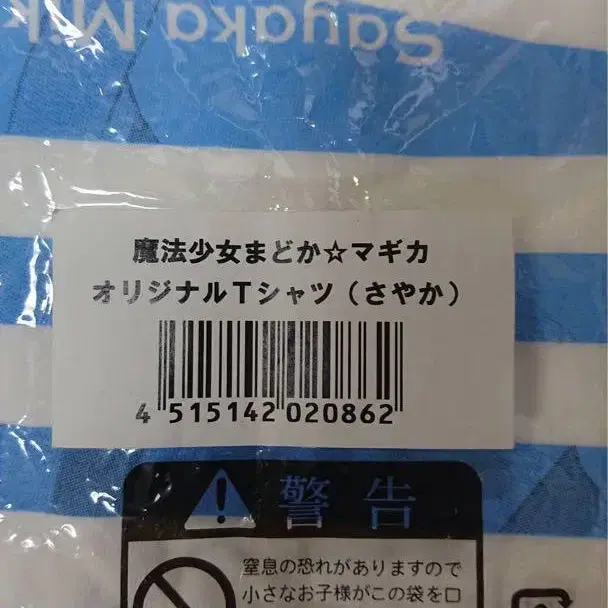 Sayaka Mik
魔法少女まどか☆マギカ
オリジナルTシャツ（さやか）
4 515142 020862
警告
窒息の恐れがありますので
小さなお子様がこの袋を口